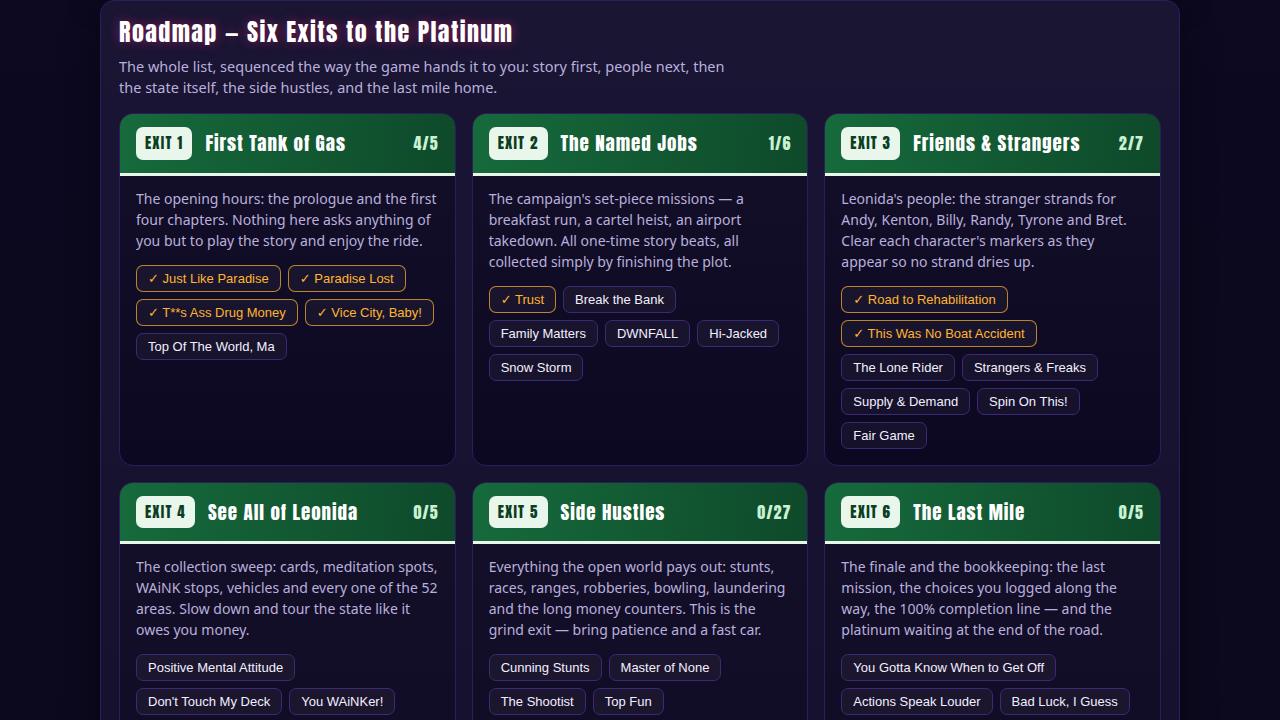 Roadmap — Six Exits to the Platinum
The whole list, sequenced the way the game hands it to you: story first, people next, then
the state itself, the side hustles, and the last mile home.
EXIT 1 First Tank of Gas 4/5
The opening hours: the prologue and the first
four chapters. Nothing here asks anything of
you but to play the story and enjoy the ride.
✓ Just Like Paradise ✓ Paradise Lost
✓ T**s Ass Drug Money ✓ Vice City, Baby!
Top Of The World, Ma
EXIT 2 The Named Jobs 1/6
The campaign's set-piece missions — a
breakfast run, a cartel heist, an airport
takedown. All one-time story beats, all
collected simply by finishing the plot.
✓ Trust Break the Bank
Family Matters DWNFALL Hi-Jacked
Snow Storm
EXIT 3 Friends & Strangers 2/7
Leonida's people: the stranger strands for
Andy, Kenton, Billy, Randy, Tyrone and Bret.
Clear each character's markers as they
appear so no strand dries up.
✓ Road to Rehabilitation
✓ This Was No Boat Accident
The Lone Rider Strangers & Freaks
Supply & Demand Spin On This!
Fair Game
EXIT 4 See All of Leonida 0/5
The collection sweep: cards, meditation spots,
WAiNK stops, vehicles and every one of the 52
areas. Slow down and tour the state like it
owes you money.
Positive Mental Attitude
Don't Touch My Deck You WAiNKer!
EXIT 5 Side Hustles 0/27
Everything the open world pays out: stunts,
races, ranges, robberies, bowling, laundering
and the long money counters. This is the
grind exit — bring patience and a fast car.
Cunning Stunts Master of None
The Shootist Top Fun
EXIT 6 The Last Mile 0/5
The finale and the bookkeeping: the last
mission, the choices you logged along the
way, the 100% completion line — and the
platinum waiting at the end of the road.
You Gotta Know When to Get Off
Actions Speak Louder Bad Luck, I Guess